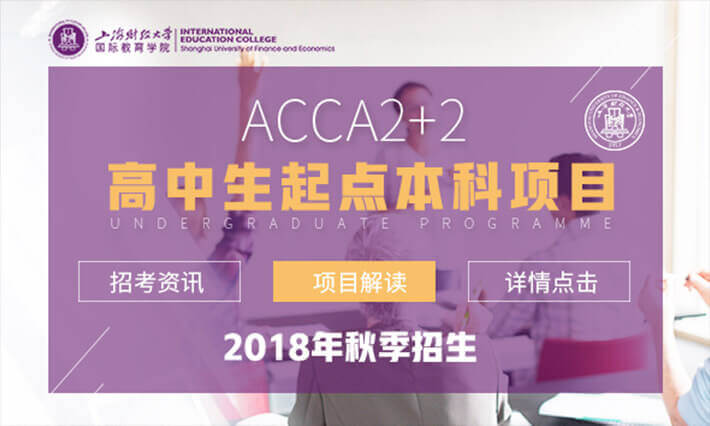 上海财经大学
国际教育学院
INTERNATIONAL
EDUCATION COLLEGE
Shanghai University of Finance and Economics
ACCA2+2
高中生起点本科项目
UNDERGRADUATE PROGRAMME
招考资讯
项目解读
详情点击
2018年秋季招生